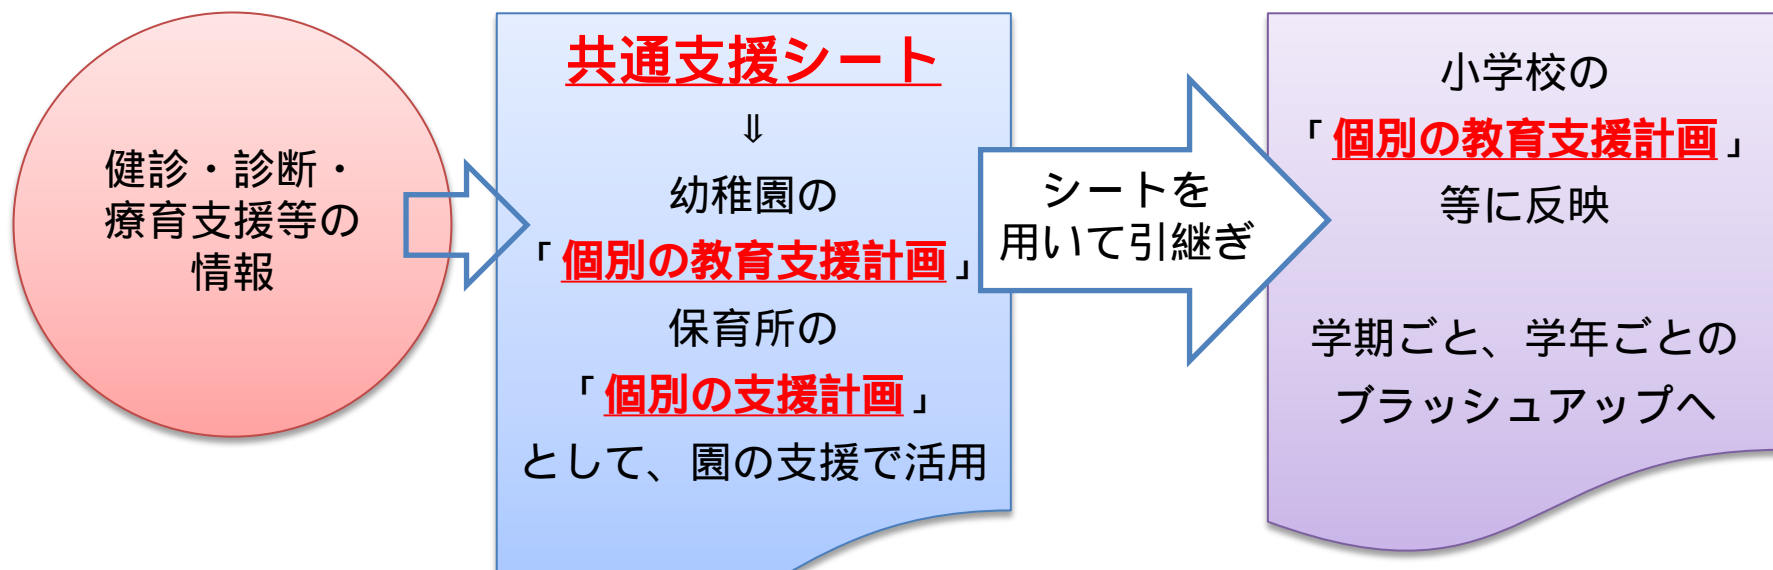 健診・診断・
療育支援等の
情報
共通支援シート
⇓
幼稚園の
「個別の教育支援計画」
保育所の
「個別の支援計画」
として、園の支援で活用
シートを
用いて引継ぎ
小学校の
「個別の教育支援計画」
等に反映
学期ごと、学年ごとの
ブラッシュアップへ